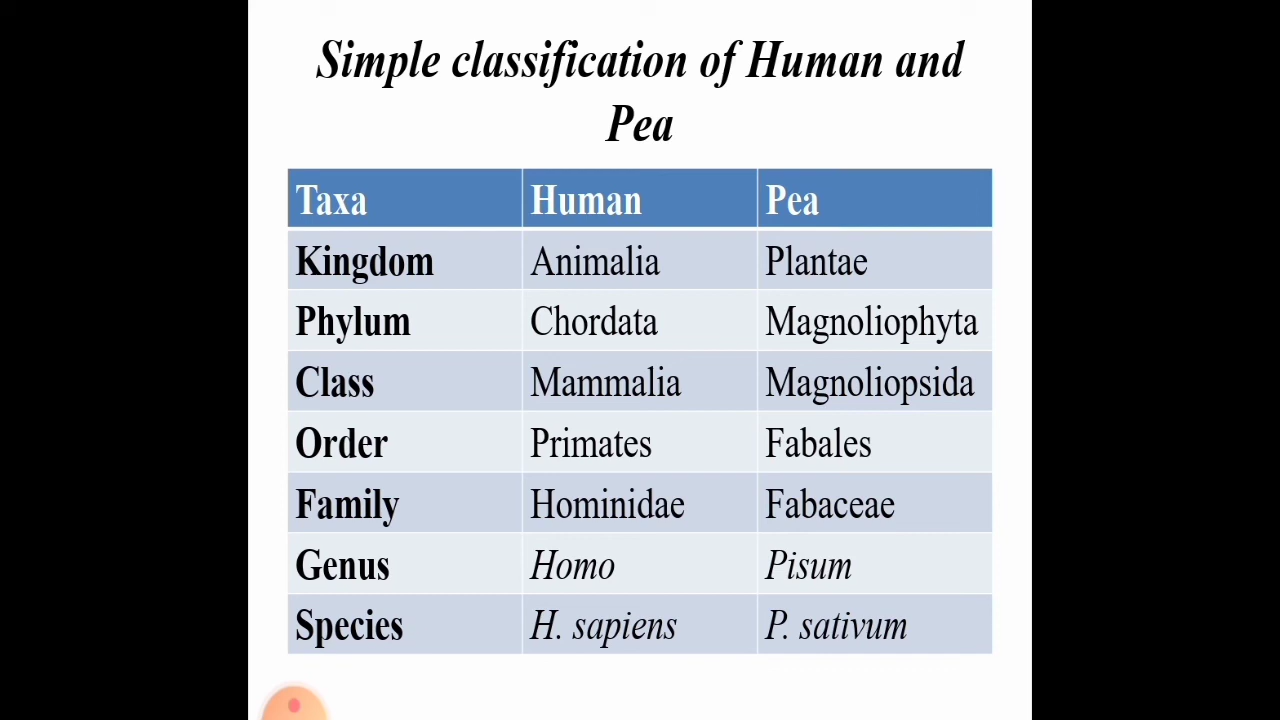 Simple classification of Human and
Pea
Taxa Human Pea
Kingdom Animalia Plantae
Phylum Chordata Magnoliophyta
Class Mammalia Magnoliopsida
Order Primates Fabales
Family Hominidae Fabaceae
Genus Homo Pisum
Species H. sapiens P. sativum